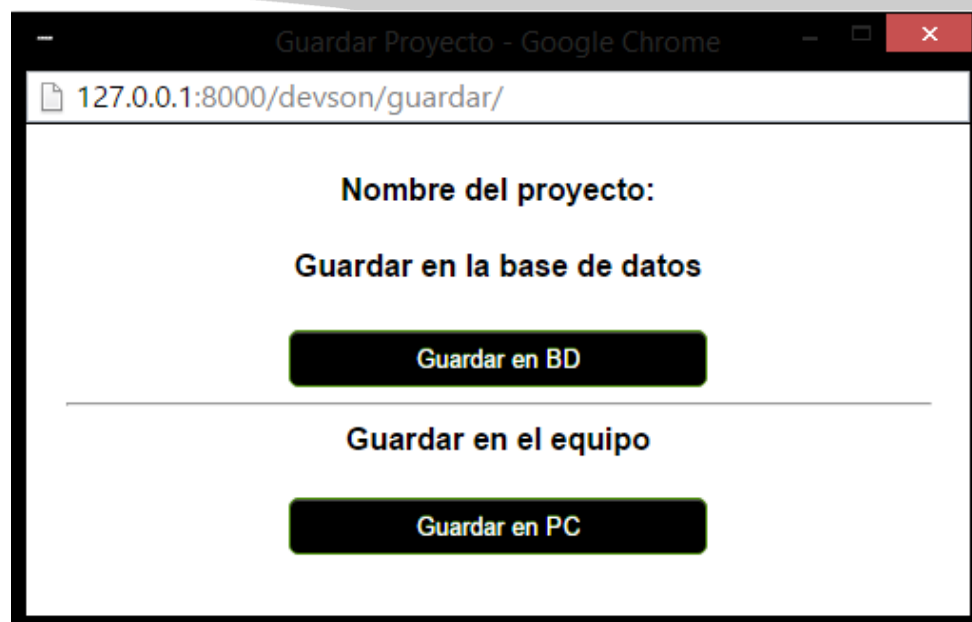 Guardar Proyecto - Google Chrome
127.0.0.1:8000/devson/guardar/
Nombre del proyecto:
Guardar en la base de datos
Guardar en BD
Guardar en el equipo
Guardar en PC